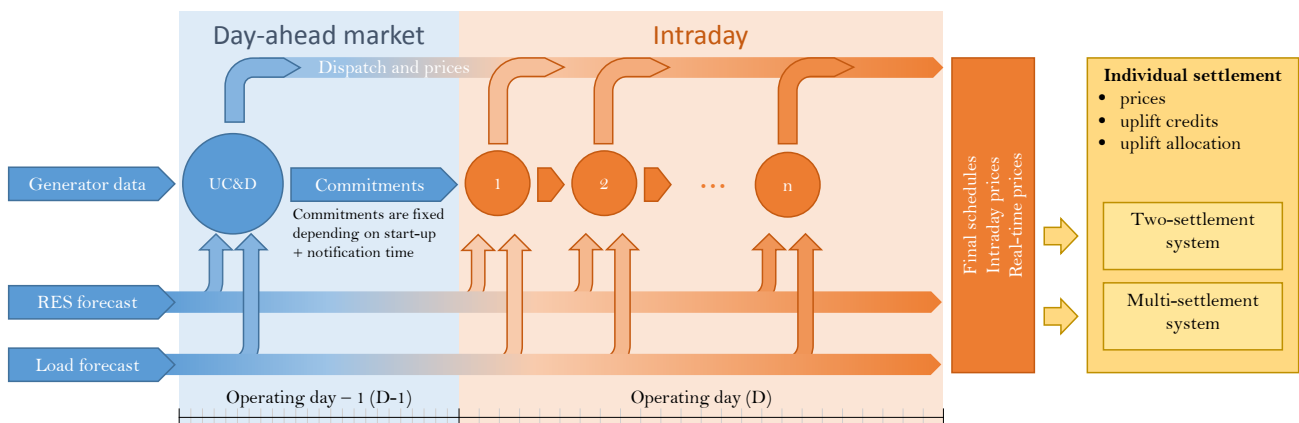 Day-ahead market
Intraday
Dispatch and prices
Generator data
UC&D
Commitments
Commitments are fixed
depending on start-up
+ notification time
1
2
...
n
RES forecast
Load forecast
Operating day – 1 (D-1)
Operating day (D)
Final schedules
Intraday prices
Real-time prices
Individual settlement
• prices
• uplift credits
• uplift allocation
Two-settlement
system
Multi-settlement
system